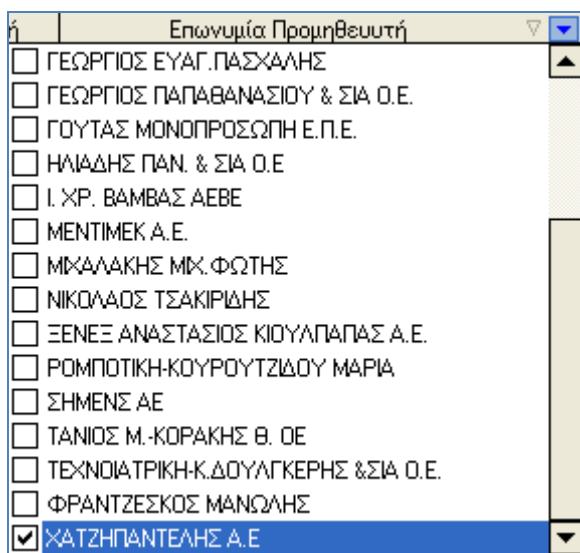 ή Επωνυμία Προμηθευυτή
ΓΕΩΡΓΙΟΣ ΕΥΑΓ.ΠΑΣΧΑΛΗΣ
ΓΕΩΡΓΙΟΣ ΠΑΠΑΘΑΝΑΣΙΟΥ & ΣΙΑ Ο.Ε.
ΓΟΥΤΑΣ ΜΟΝΟΠΡΟΣΩΠΗ Ε.Π.Ε.
ΗΛΙΑΔΗΣ ΠΑΝ. & ΣΙΑ Ο.Ε
Ι. ΧΡ. ΒΑΜΒΑΣ ΑΕΒΕ
ΜΕΝΤΙΜΕΚ Α.Ε.
ΜΙΧΑΛΑΚΗΣ ΜΙΧ.ΦΩΤΗΣ
ΝΙΚΟΛΑΟΣ ΤΣΑΚΙΡΙΔΗΣ
ΞΕΝΕΞ ΑΝΑΣΤΑΣΙΟΣ ΚΙΟΥΛΠΑΠΑΣ Α.Ε.
ΡΟΜΠΟΤΙΚΗ-ΚΟΥΡΟΥΤΖΙΔΟΥ ΜΑΡΙΑ
ΣΗΜΕΝΣ ΑΕ
ΤΑΝΙΟΣ Μ.-ΚΟΡΑΚΗΣ Θ. ΟΕ
ΤΕΧΝΟΙΑΤΡΙΚΗ-Κ.ΔΟΥΛΓΚΕΡΗΣ &ΣΙΑ Ο.Ε.
ΦΡΑΝΤΖΕΣΚΟΣ ΜΑΝΩΛΗΣ
ΧΑΤΖΗΠΑΝΤΕΛΗΣ Α.Ε